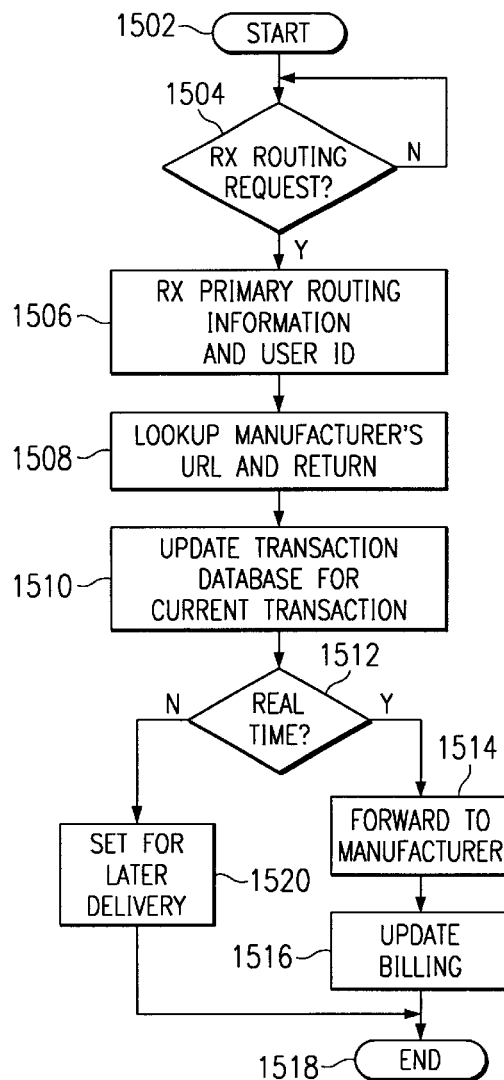 1502
START
1504
RX ROUTING
REQUEST?
N
Y
1506
RX PRIMARY ROUTING
INFORMATION
AND USER ID
1508
LOOKUP MANUFACTURER'S
URL AND RETURN
1510
UPDATE TRANSACTION
DATABASE FOR
CURRENT TRANSACTION
1512
N
REAL
TIME?
Y
1514
FORWARD TO
MANUFACTURER
SET FOR
LATER
DELIVERY
1520
1516
UPDATE
BILLING
1518
END